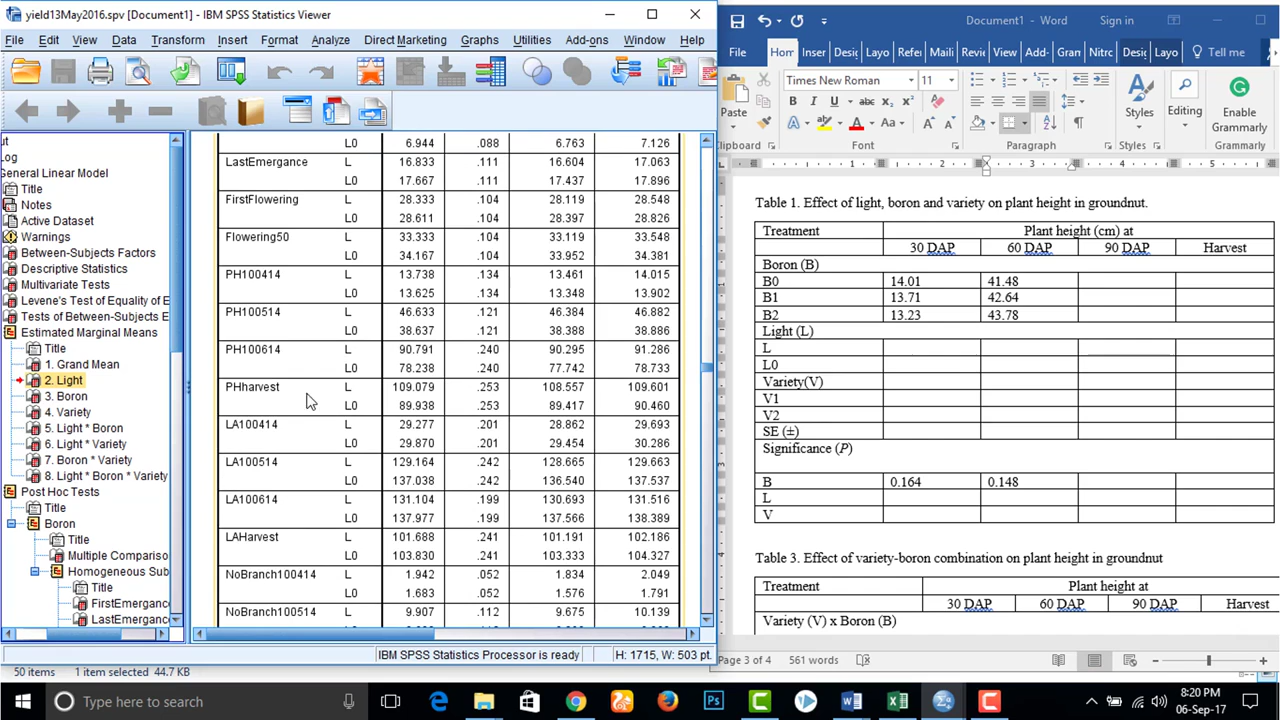 yield13May2016.spv [Document1] - IBM SPSS Statistics Viewer
File Edit View Data Transform Insert Format Analyze Direct Marketing Graphs Utilities Add-ons Window Help
Log
General Linear Model
Title
Notes
Active Dataset
Warnings
Between-Subjects Factors
Descriptive Statistics
Multivariate Tests
Levene's Test of Equality of E
Tests of Between-Subjects E
Estimated Marginal Means
Title
1. Grand Mean
2. Light
3. Boron
4. Variety
5. Light * Boron
6. Light * Variety
7. Boron * Variety
8. Light * Boron * Variety
Post Hoc Tests
Title
Boron
Title
Multiple Compariso
Homogeneous Sub
Title
FirstEmergance
LastEmergance
L0 6.944 .088 6.763 7.126
LastEmergance L 16.833 .111 16.604 17.063
L0 17.667 .111 17.437 17.896
FirstFlowering L 28.333 .104 28.119 28.548
L0 28.611 .104 28.397 28.826
Flowering50 L 33.333 .104 33.119 33.548
L0 34.167 .104 33.952 34.381
PH100414 L 13.738 .134 13.461 14.015
L0 13.625 .134 13.348 13.902
PH100514 L 46.633 .121 46.384 46.882
L0 38.637 .121 38.388 38.886
PH100614 L 90.791 .240 90.295 91.286
L0 78.238 .240 77.742 78.733
PHharvest L 109.079 .253 108.557 109.601
L0 89.938 .253 89.417 90.460
LA100414 L 29.277 .201 28.862 29.693
L0 29.870 .201 29.454 30.286
LA100514 L 129.164 .242 128.665 129.663
L0 137.038 .242 136.540 137.537
LA100614 L 131.104 .199 130.693 131.516
L0 137.977 .199 137.566 138.389
LAHarvest L 101.688 .241 101.191 102.186
L0 103.830 .241 103.333 104.327
NoBranch100414 L 1.942 .052 1.834 2.049
L0 1.683 .052 1.576 1.791
NoBranch100514 L 9.907 .112 9.675 10.139
IBM SPSS Statistics Processor is ready H: 1715, W: 503 pt.
50 items 1 item selected 44.7 KB
Document1 - Word Sign in
File Hom Inser Desig Layo Refer Maili Revie View Add- Gran Nitro Desig Layo Tell me
Times New Roman 11
Paste
Styles
Editing
Enable
Grammarly
Clipboard Font Paragraph Styles Grammarly
Table 1. Effect of light, boron and variety on plant height in groundnut.
Treatment Plant height (cm) at
30 DAP 60 DAP 90 DAP Harvest
Boron (B)
B0 14.01 41.48
B1 13.71 42.64
B2 13.23 43.78
Light (L)
L
L0
Variety(V)
V1
V2
SE (±)
Significance (P)
B 0.164 0.148
L
V
Table 3. Effect of variety-boron combination on plant height in groundnut
Treatment Plant height at
30 DAP 60 DAP 90 DAP Harvest
Variety (V) x Boron (B)
Page 3 of 4 561 words
Type here to search
8:20 PM
06-Sep-17